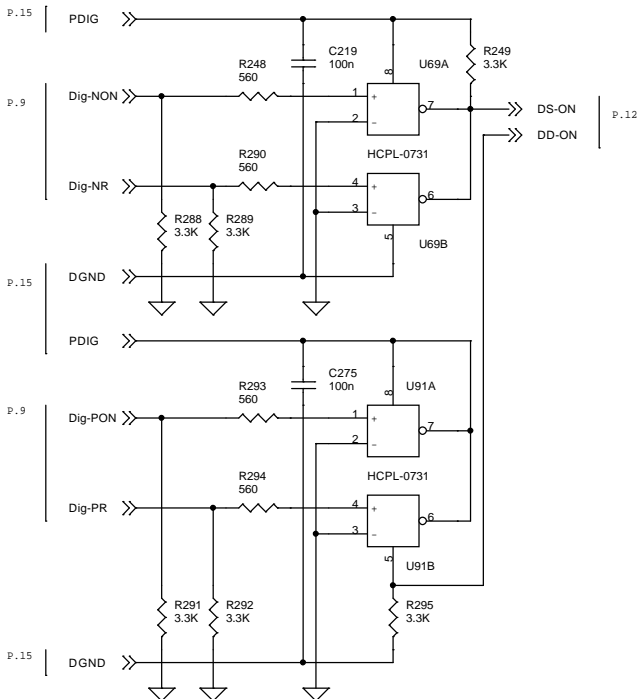 P.15 PDIG
R248 560
C219 100n
U69A
R249 3.3K
8
P.9 Dig-NON
1 +
2 -
7
DS-ON
P.12
DD-ON
HCPL-0731
R290 560
Dig-NR
4 +
3 -
6
5
U69B
R288 3.3K
R289 3.3K
P.15 DGND
PDIG
R293 560
C275 100n
U91A
8
P.9 Dig-PON
1 +
2 -
7
HCPL-0731
R294 560
Dig-PR
4 +
3 -
6
5
U91B
R291 3.3K
R292 3.3K
R295 3.3K
P.15 DGND